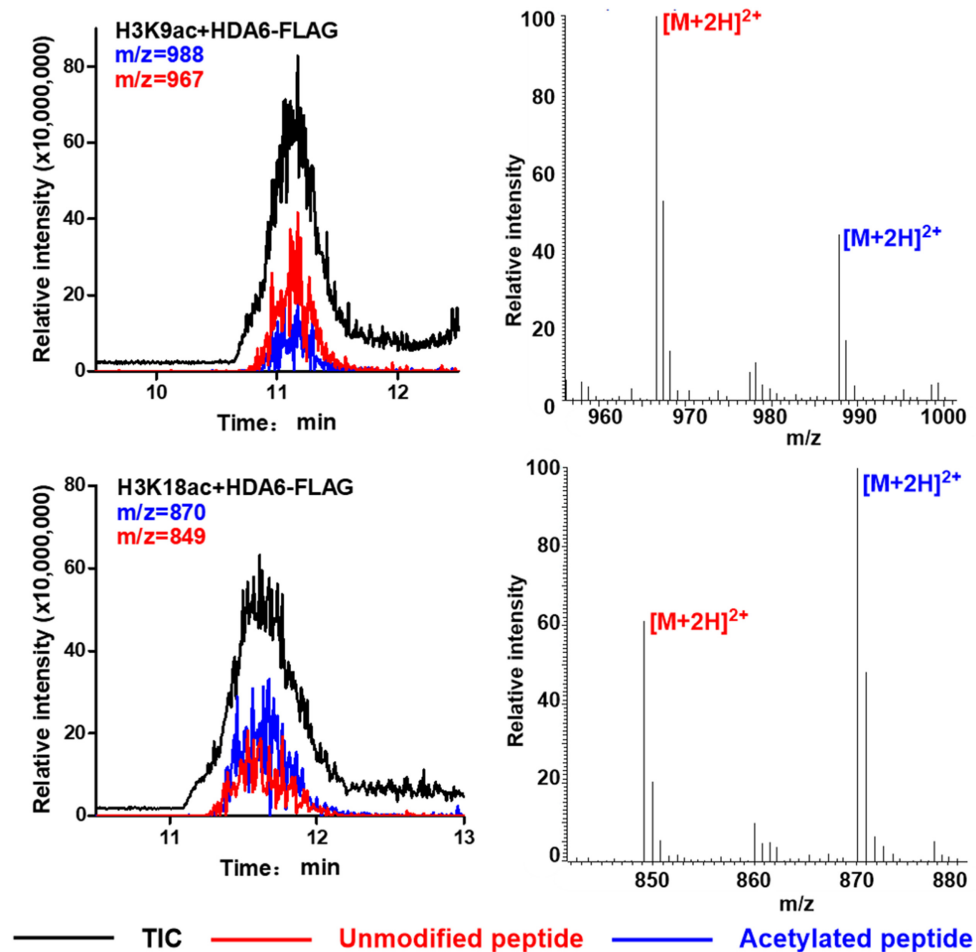 H3K9ac+HDA6-FLAG
m/z=988
m/z=967
Relative intensity (x10,000,000)
80
60
40
20
0
10
11
12
Time: min
[M+2H]2+
[M+2H]2+
Relative intensity
100
80
60
40
20
0
960
970
980
990
1000
m/z
H3K18ac+HDA6-FLAG
m/z=870
m/z=849
Relative intensity (x10,000,000)
80
60
40
20
0
11
12
13
Time: min
[M+2H]2+
[M+2H]2+
Relative intensity
100
80
60
40
20
0
850
860
870
880
m/z
TIC
Unmodified peptide
Acetylated peptide